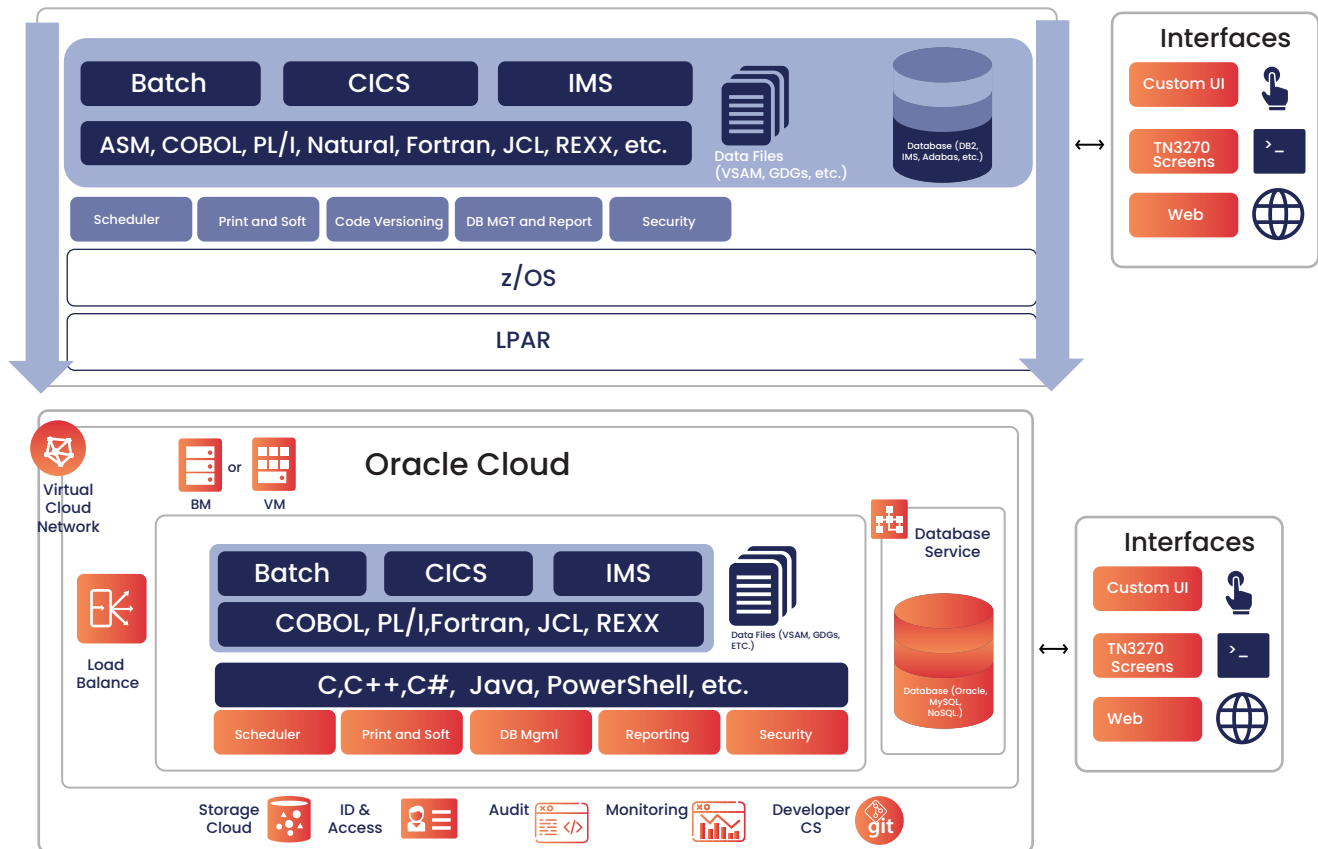 Batch
CICS
IMS
ASM, COBOL, PL/I, Natural, Fortran, JCL, REXX, etc.
Data Files
(VSAM, GDGs, etc.)
Database (DB2,
IMS, Adabas, etc.)
Scheduler
Print and Soft
Code Versioning
DB MGT and Report
Security
z/OS
LPAR
Interfaces
Custom UI
TN3270
Screens
>_
Web
Virtual
Cloud
Network
BM
or
VM
Oracle Cloud
Load
Balance
Batch
CICS
IMS
COBOL, PL/I,Fortran, JCL, REXX
Data Files (VSAM, GDGs,
ETC.)
C,C++,C#, Java, PowerShell, etc.
Scheduler
Print and Soft
DB Mgml
Reporting
Security
Database
Service
Database (Oracle,
MySQL,
NoSQL.)
Interfaces
Custom UI
TN3270
Screens
>_
Web
Storage
Cloud
ID &
Access
Audit
</>
Monitoring
Developer
CS
git